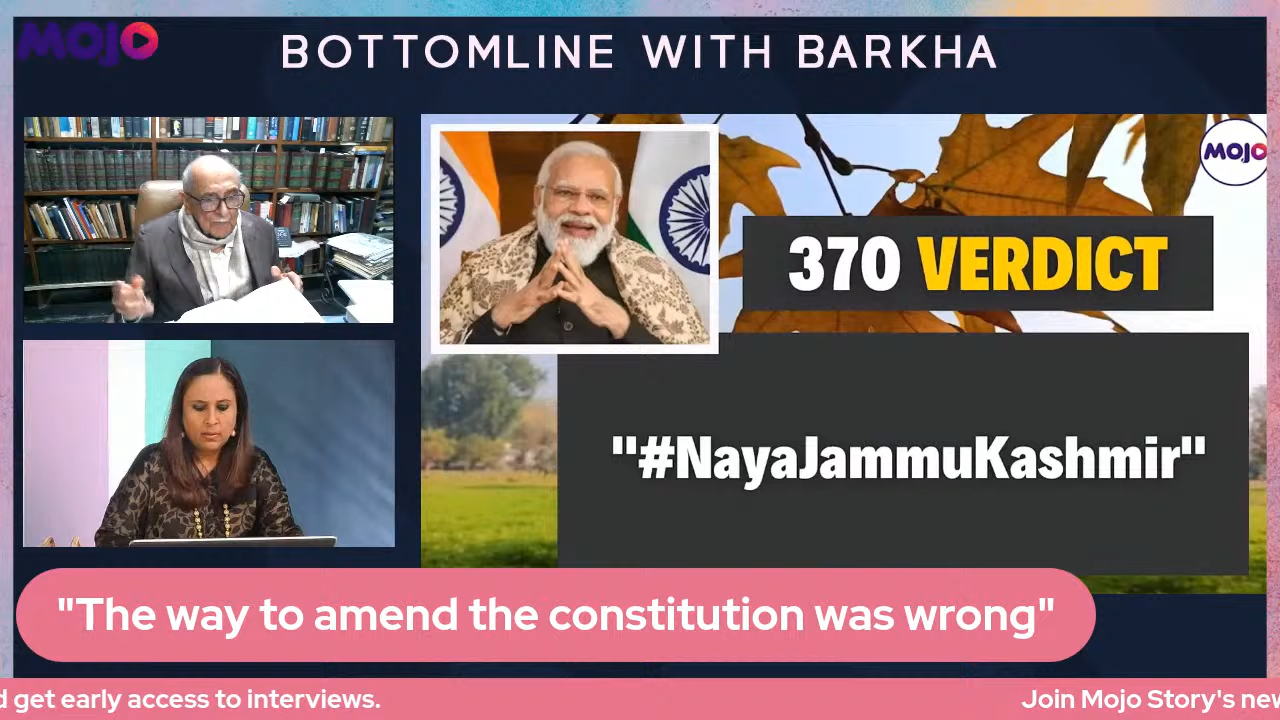 MOJO
BOTTOMLINE WITH BARKHA
MOJO
370 VERDICT
"#NayaJammuKashmir"
"The way to amend the constitution was wrong"
d get early access to interviews.
Join Mojo Story's new